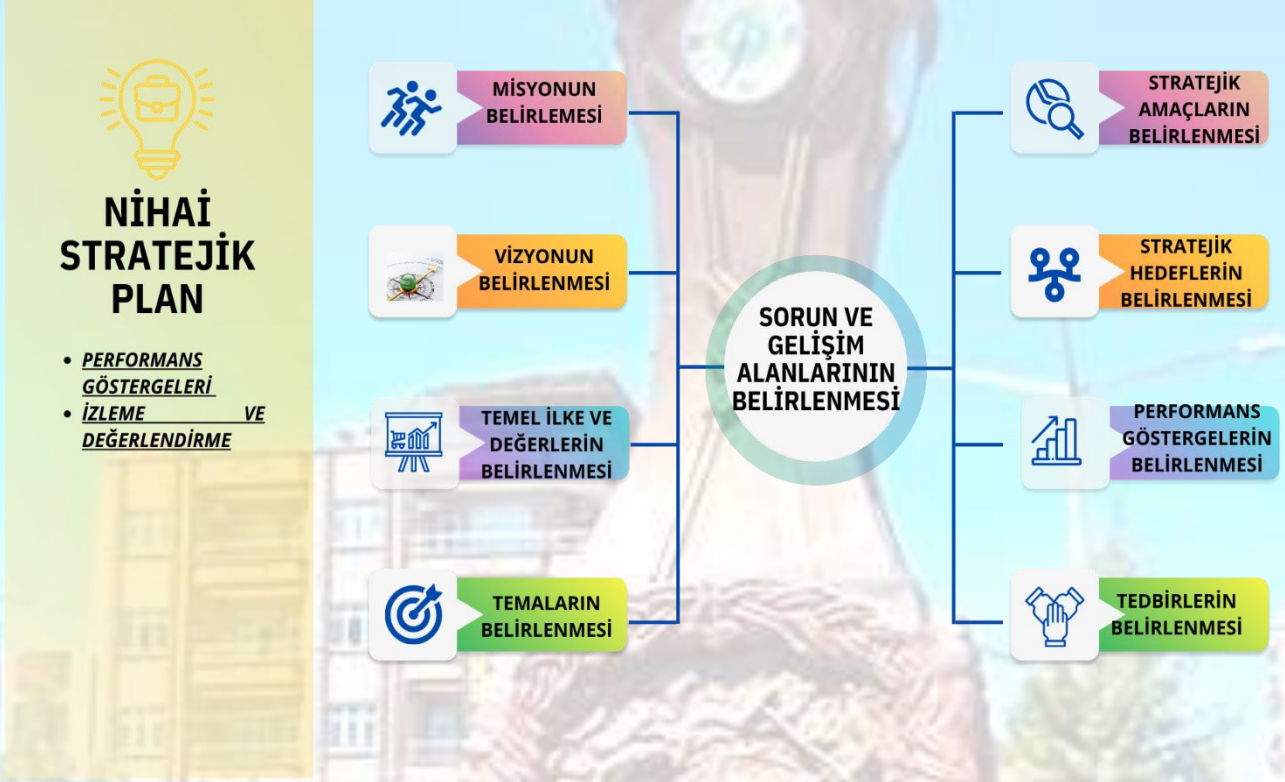 NİHAİ
STRATEJİK
PLAN
• PERFORMANS
GÖSTERGELERİ
• İZLEME VE
DEĞERLENDİRME
MİSYONUN
BELİRLEMESİ
VİZYONUN
BELİRLENMESİ
TEMEL İLKE VE
DEĞERLERİN
BELİRLENMESİ
TEMALARIN
BELİRLENMESİ
SORUN VE
GELİŞİM
ALANLARININ
BELİRLENMESİ
STRATEJİK
AMAÇLARIN
BELİRLENMESİ
STRATEJİK
HEDEFLERİN
BELİRLENMESİ
PERFORMANS
GÖSTERGELERİN
BELİRLENMESİ
TEDBİRLERİN
BELİRLENMESİ